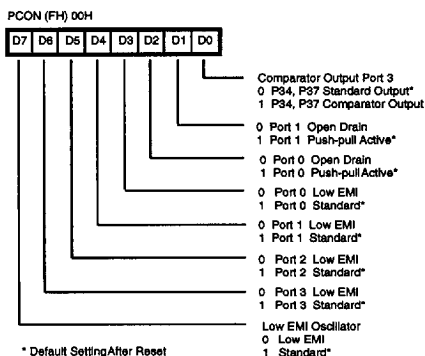 PCON (FH) 00H
D7 D6 D5 D4 D3 D2 D1 D0
Comparator Output Port 3
0 P34, P37 Standard Output*
1 P34, P37 Comparator Output
0 Port 1 Open Drain
1 Port 1 Push-pull Active*
0 Port 0 Open Drain
1 Port 0 Push-pull Active*
0 Port 0 Low EMI
1 Port 0 Standard*
0 Port 1 Low EMI
1 Port 1 Standard*
0 Port 2 Low EMI
1 Port 2 Standard*
0 Port 3 Low EMI
1 Port 3 Standard*
Low EMI Oscillator
0 Low EMI
1 Standard*
* Default Setting After Reset